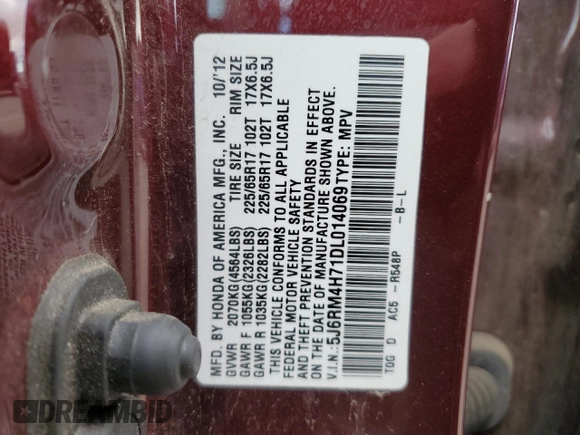 MFD. BY HONDA OF AMERICA MFG., INC. 10/'12
GVWR 2070KG(4564LBS) TIRE SIZE RIM SIZE
GAWR F 1055KG(2326LBS) 225/65R17 102T 17X6.5J
GAWR R 1035KG(2282LBS) 225/65R17 102T 17X6.5J
THIS VEHICLE CONFORMS TO ALL APPLICABLE
FEDERAL MOTOR VEHICLE SAFETY
AND THEFT PREVENTION STANDARDS IN EFFECT
ON THE DATE OF MANUFACTURE SHOWN ABOVE.
V.I.N.:5J6RM4H71DL014069 TYPE: MPV
T0G D AC5 -R548P -B-L
DREAMBID